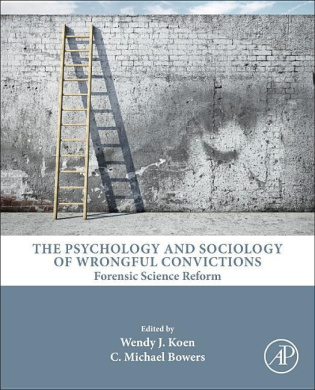 THE PSYCHOLOGY AND SOCIOLOGY
OF WRONGFUL CONVICTIONS
Forensic Science Reform
Edited by
Wendy J. Koen
C. Michael Bowers
AP